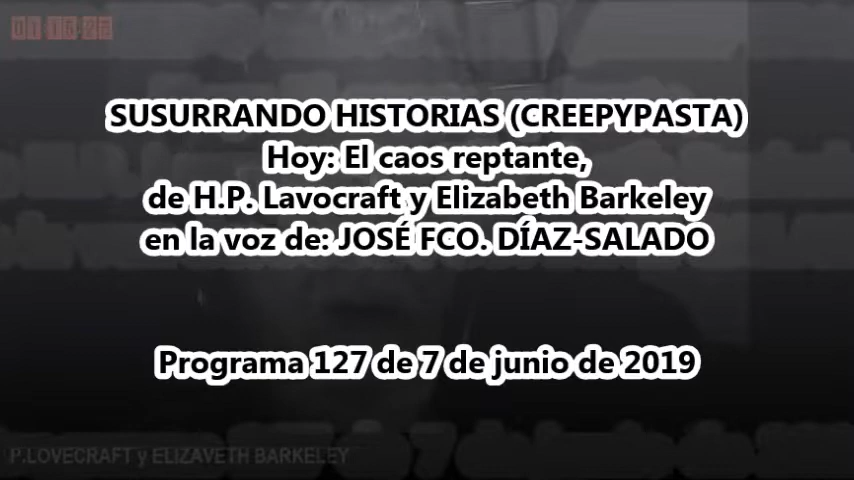 SUSURRANDO HISTORIAS (CREEPYPASTA)
Hoy: El caos reptante,
de H.P. Lavocraft y Elizabeth Barkeley
en la voz de: JOSÉ FCO. DÍAZ-SALADO
Programa 127 de 7 de junio de 2019
P.LOVECRAFT y ELIZAVETH BARKELEY